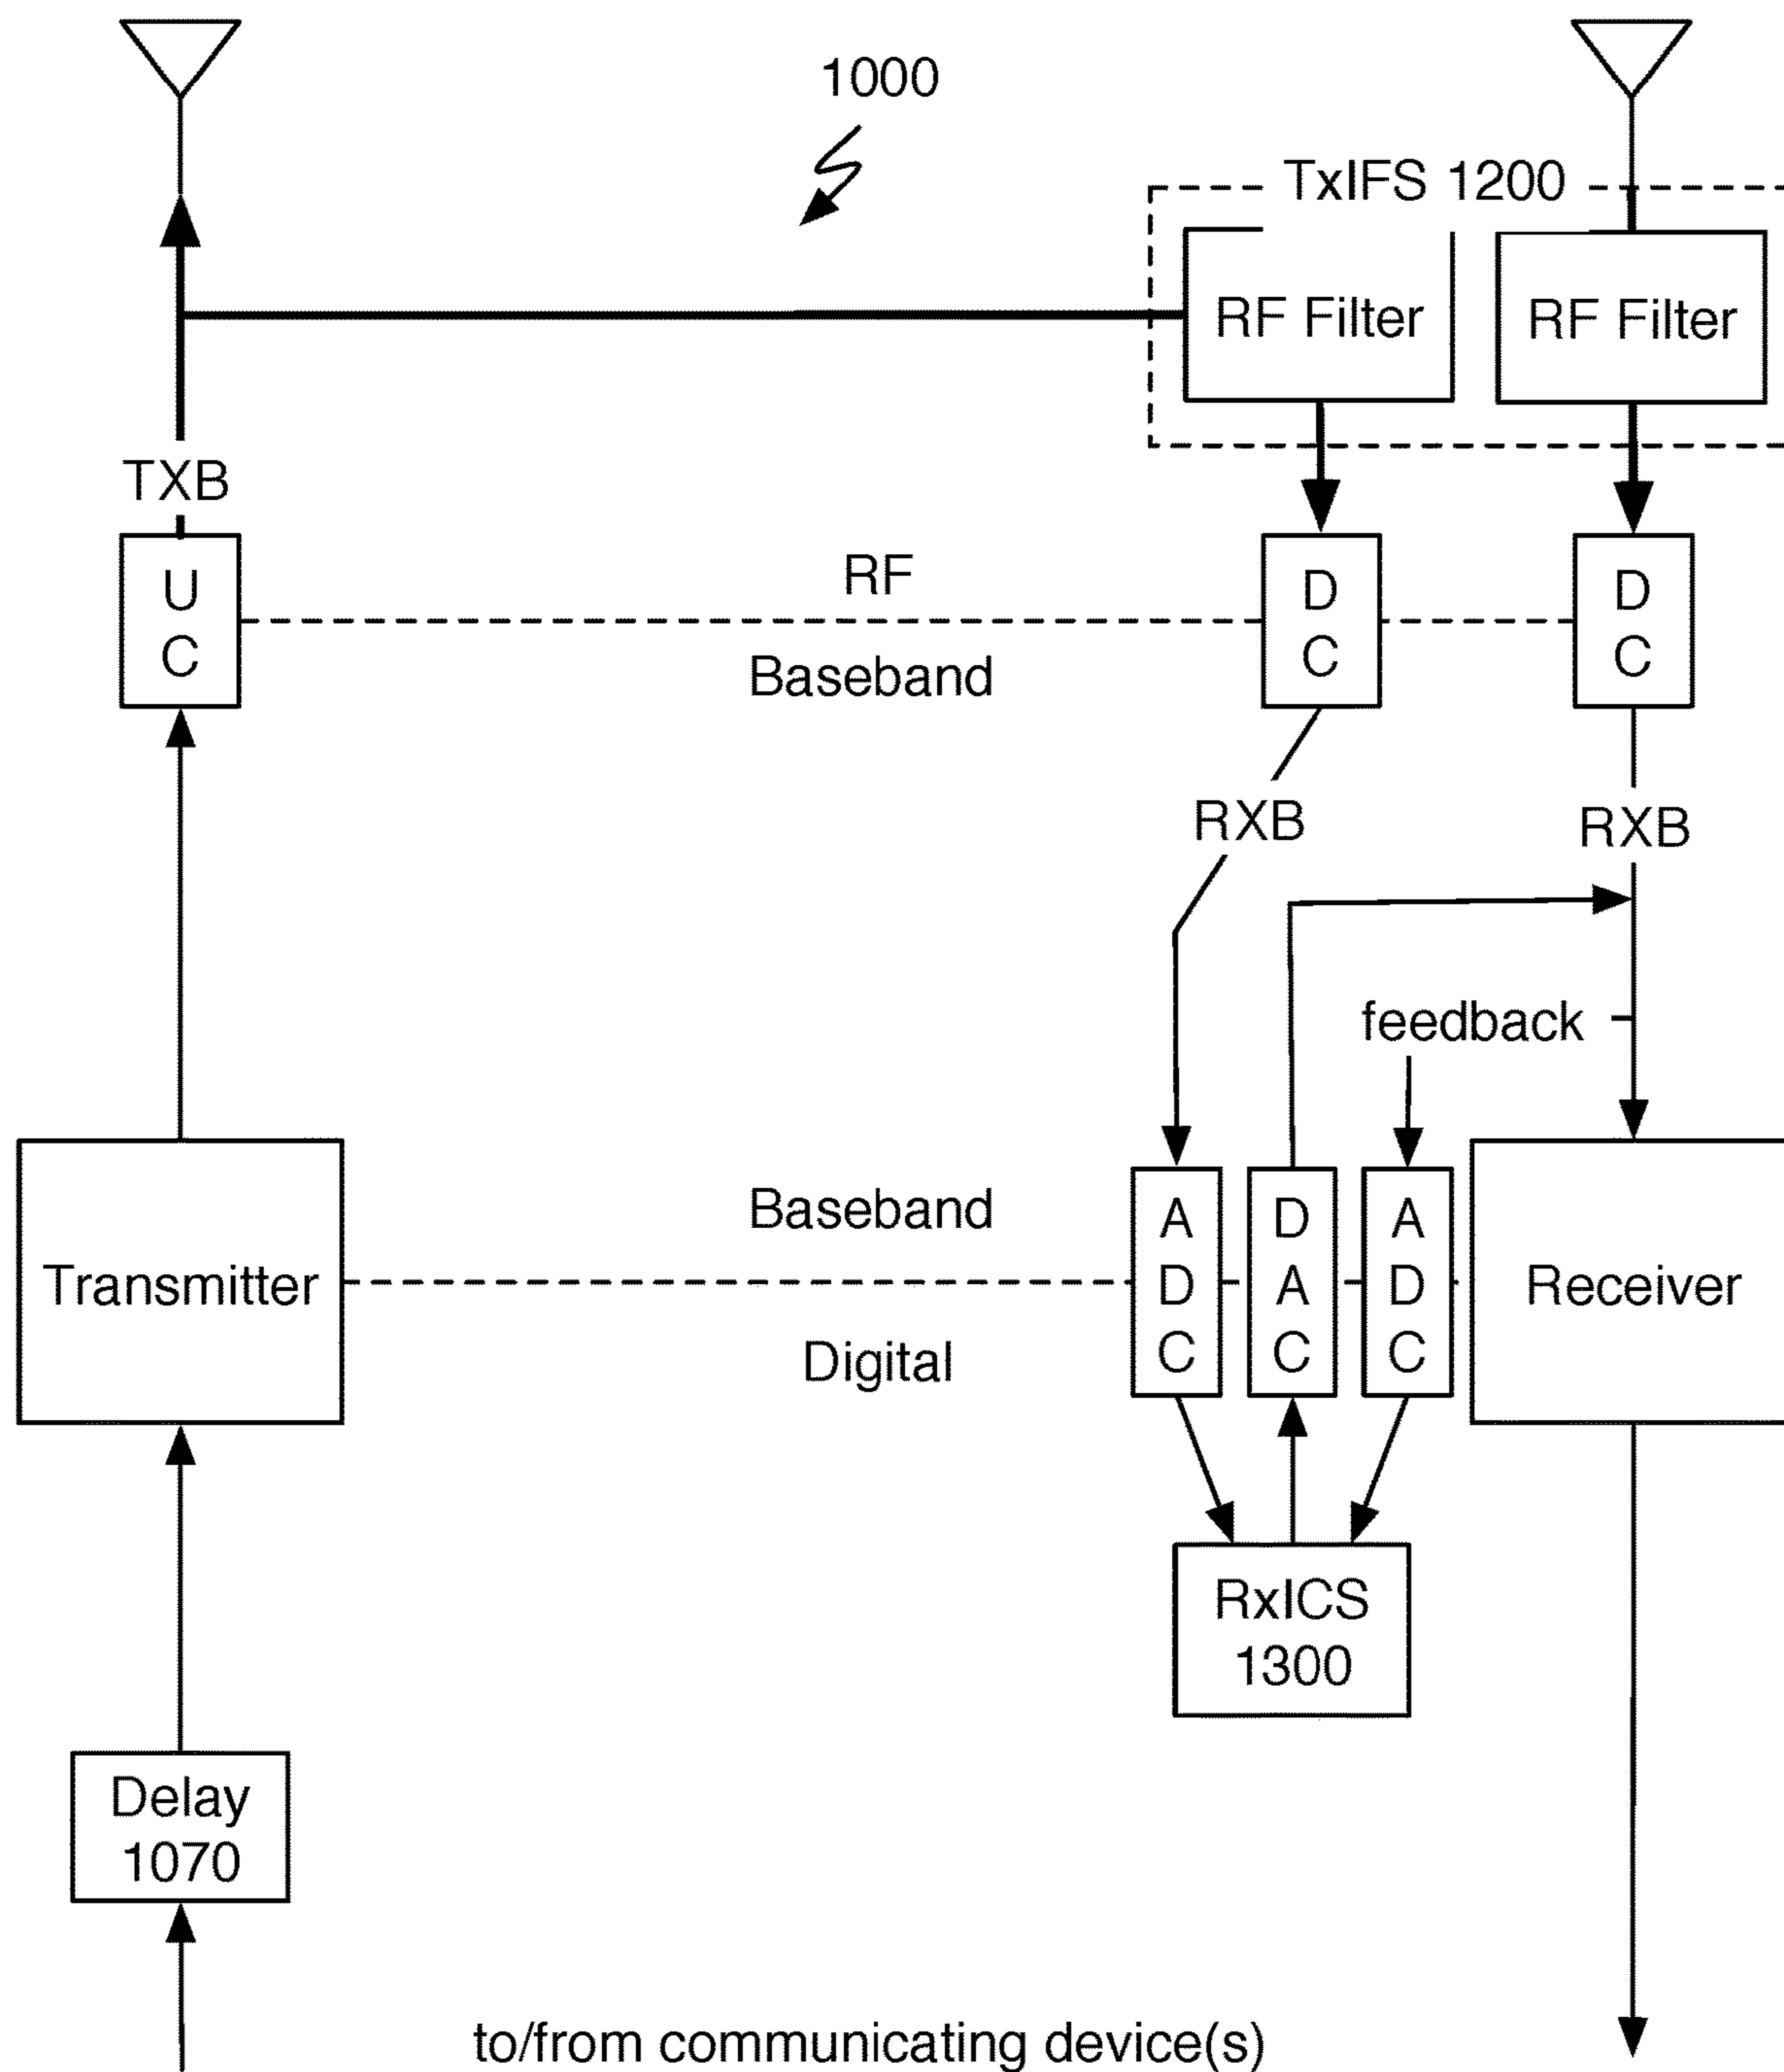 1000
TxIFS 1200
RF Filter
RF Filter
TXB
U
C
RF
Baseband
D
C
D
C
RXB
RXB
feedback
Transmitter
Baseband
Digital
A
D
C
D
A
C
A
D
C
Receiver
RxICS
1300
Delay
1070
to/from communicating device(s)